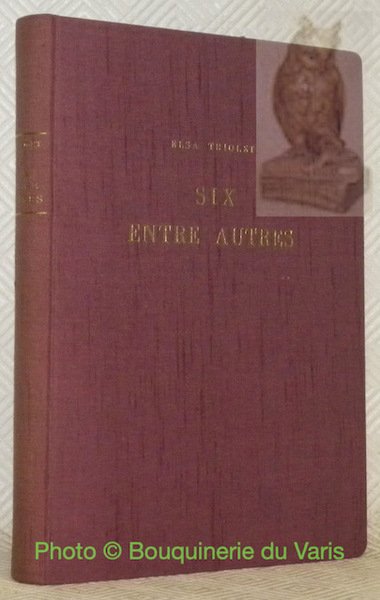 ELSA TRIOLET
SIX
ENTRE AUTRES
Photo © Bouquinerie du Varis